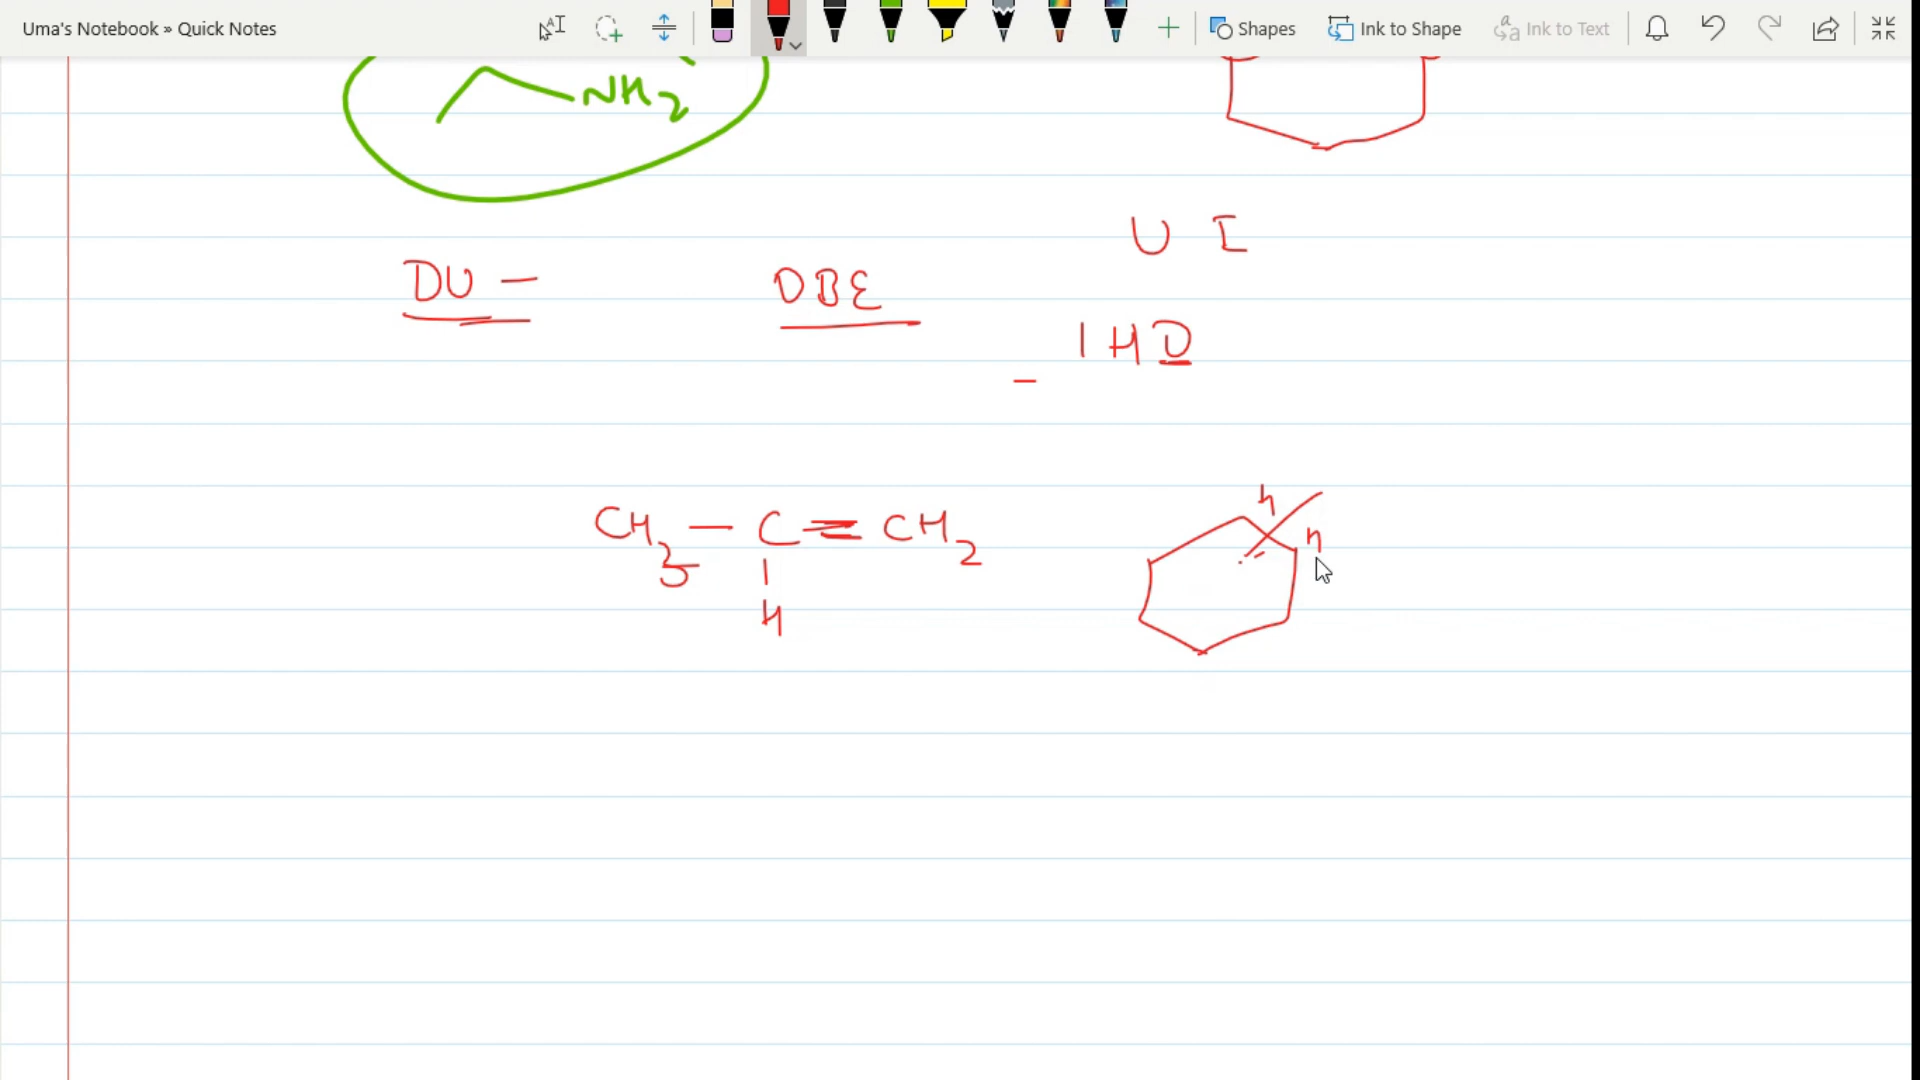 Uma's Notebook » Quick Notes
Shapes
Ink to Shape
Ink to Text
NH2
U I
DU -
DBE
IHD
CH3 - C = CH2
H
H
H